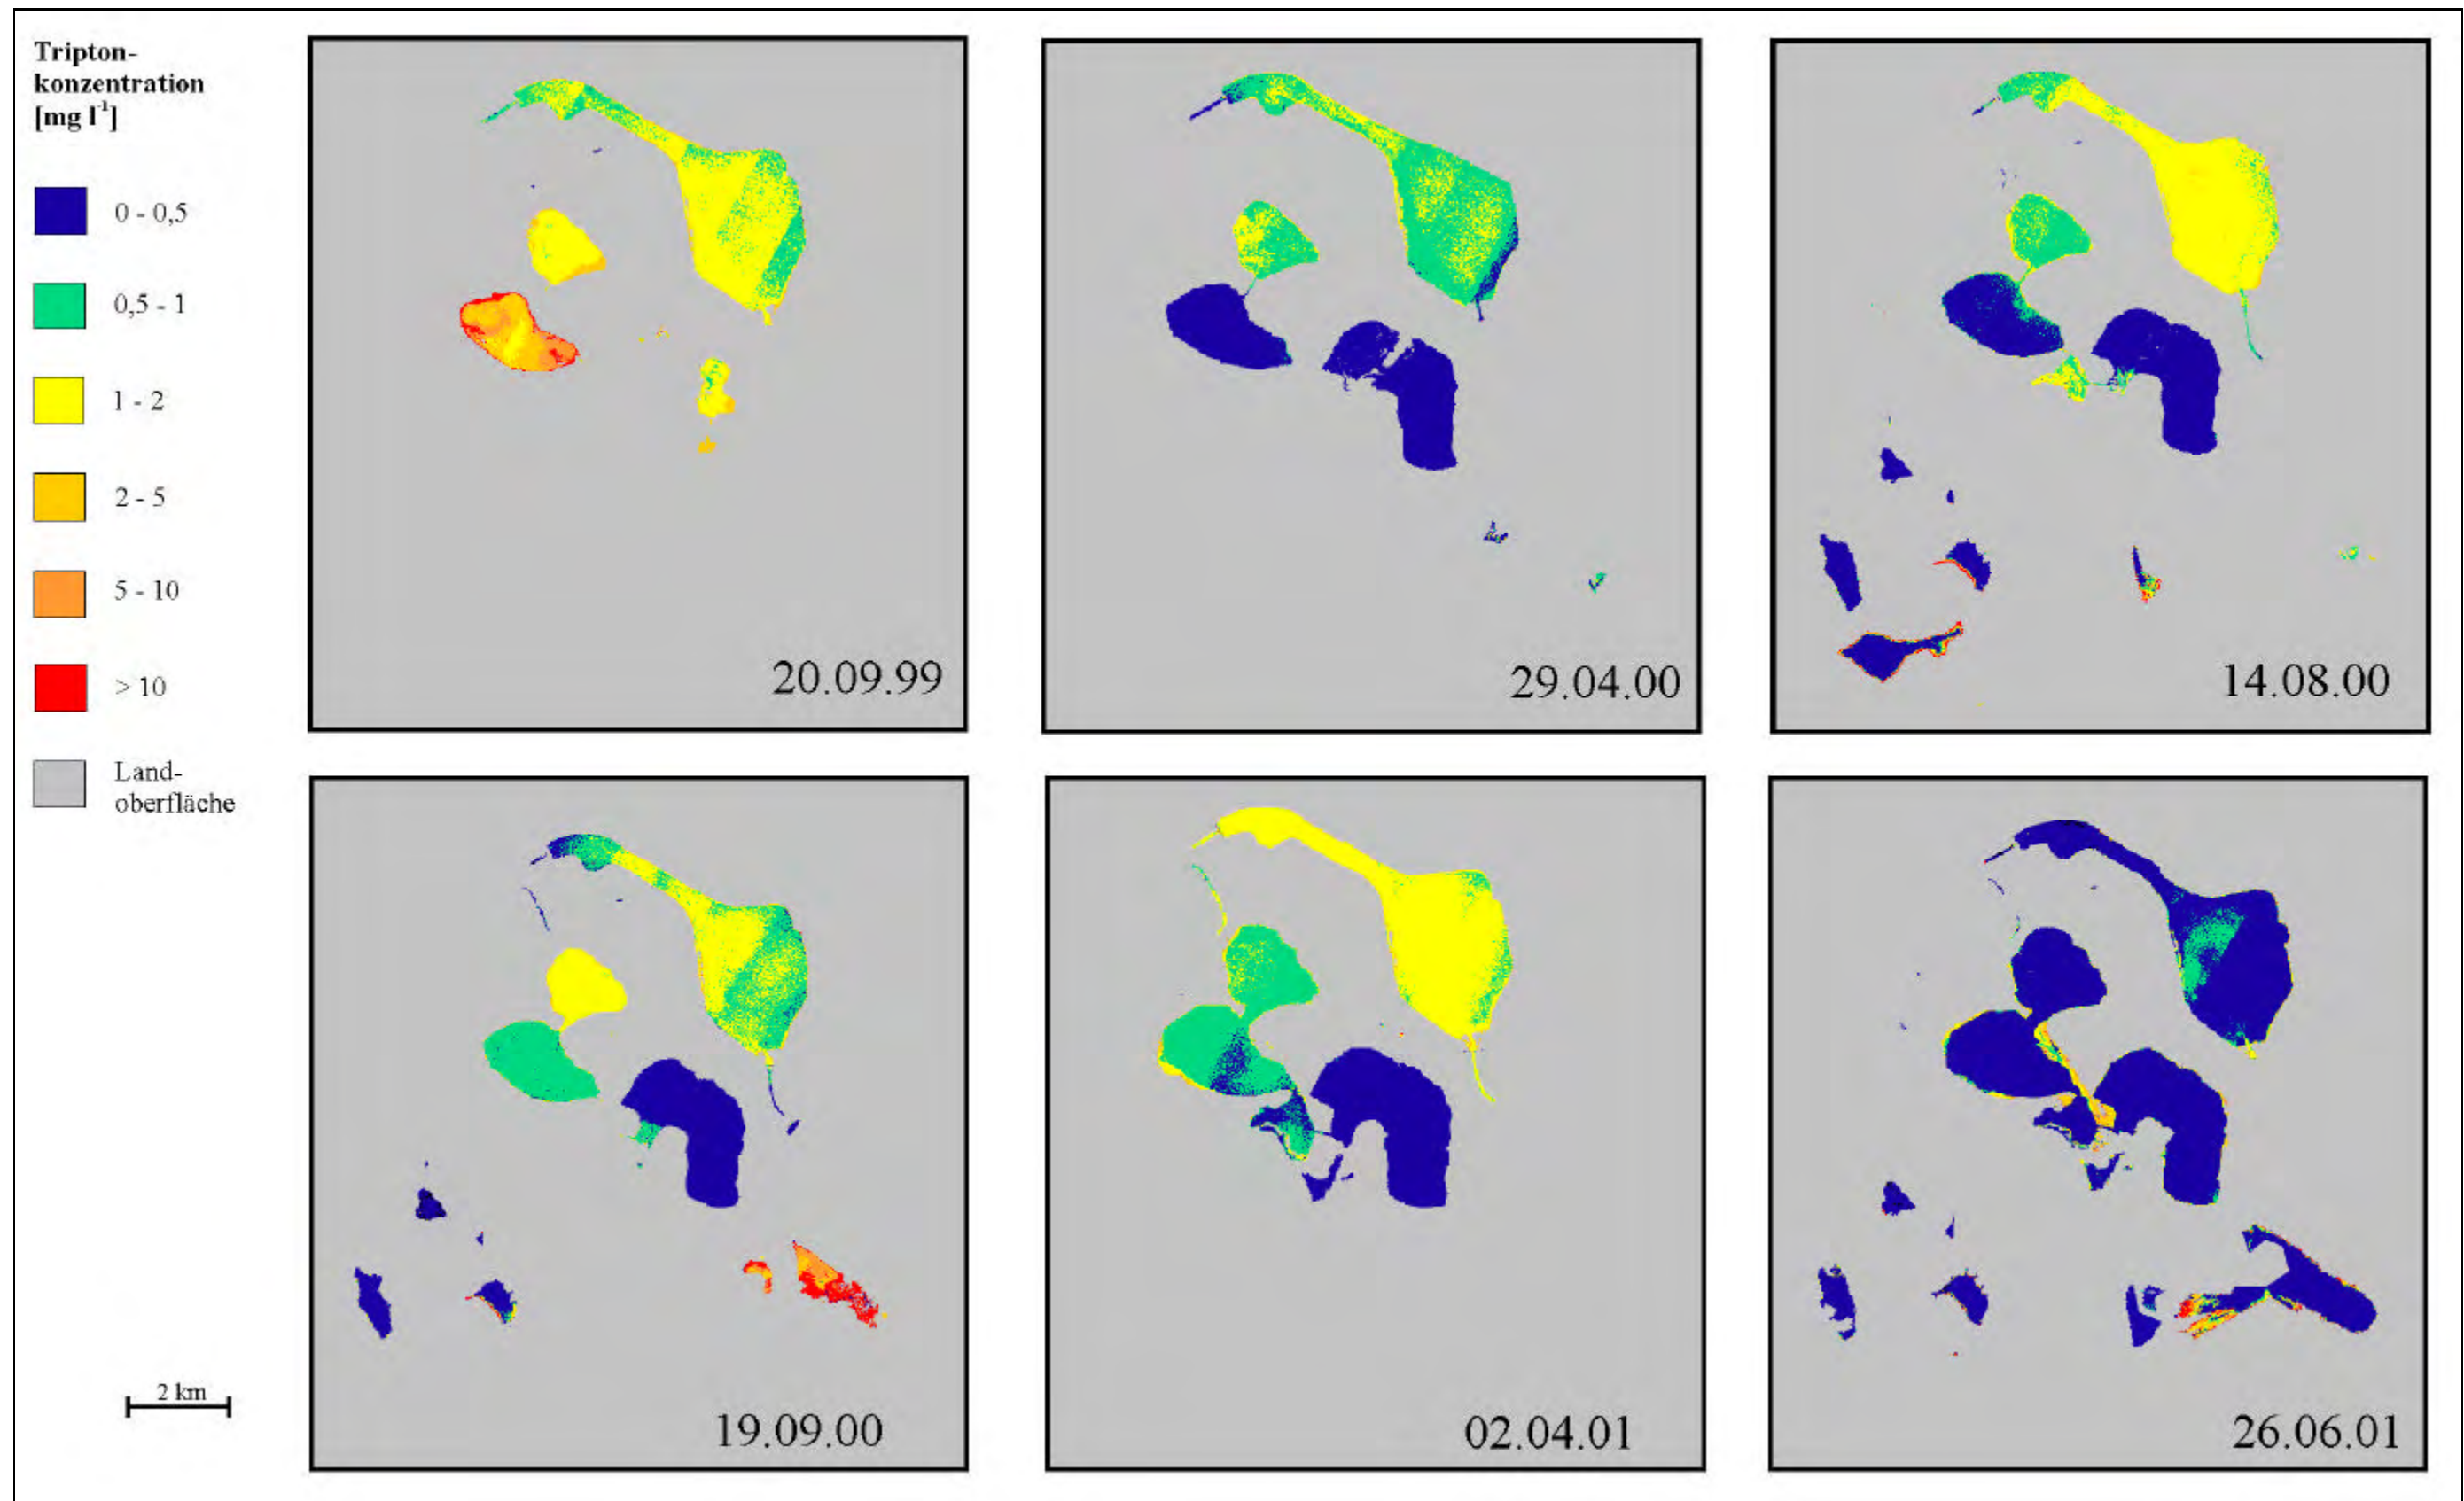 Tripton-
konzentration
[mg l⁻¹]
0 - 0,5
0,5 - 1
1 - 2
2 - 5
5 - 10
> 10
Land-
oberfläche
20.09.99
29.04.00
14.08.00
2 km
19.09.00
02.04.01
26.06.01